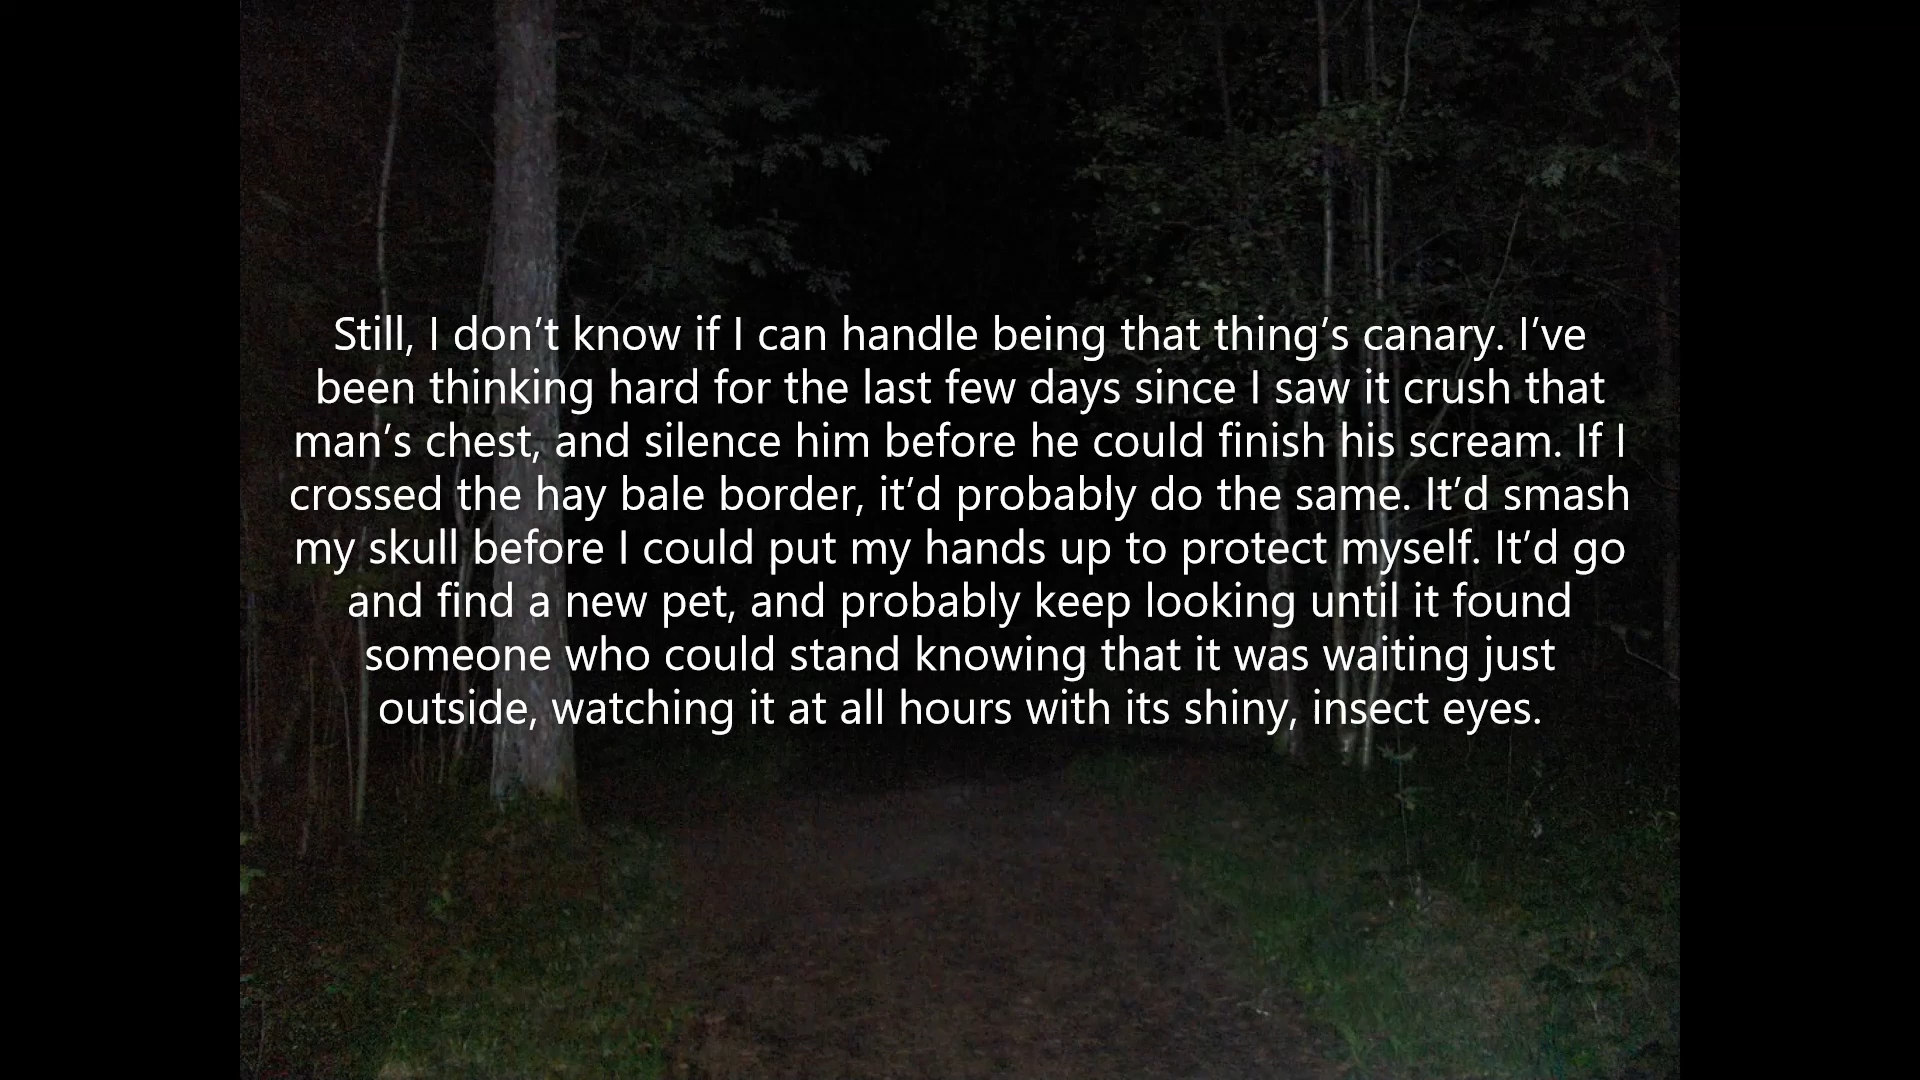 Still, I don’t know if I can handle being that thing’s canary. I’ve
been thinking hard for the last few days since I saw it crush that
man’s chest, and silence him before he could finish his scream. If I
crossed the hay bale border, it’d probably do the same. It’d smash
my skull before I could put my hands up to protect myself. It’d go
and find a new pet, and probably keep looking until it found
someone who could stand knowing that it was waiting just
outside, watching it at all hours with its shiny, insect eyes.